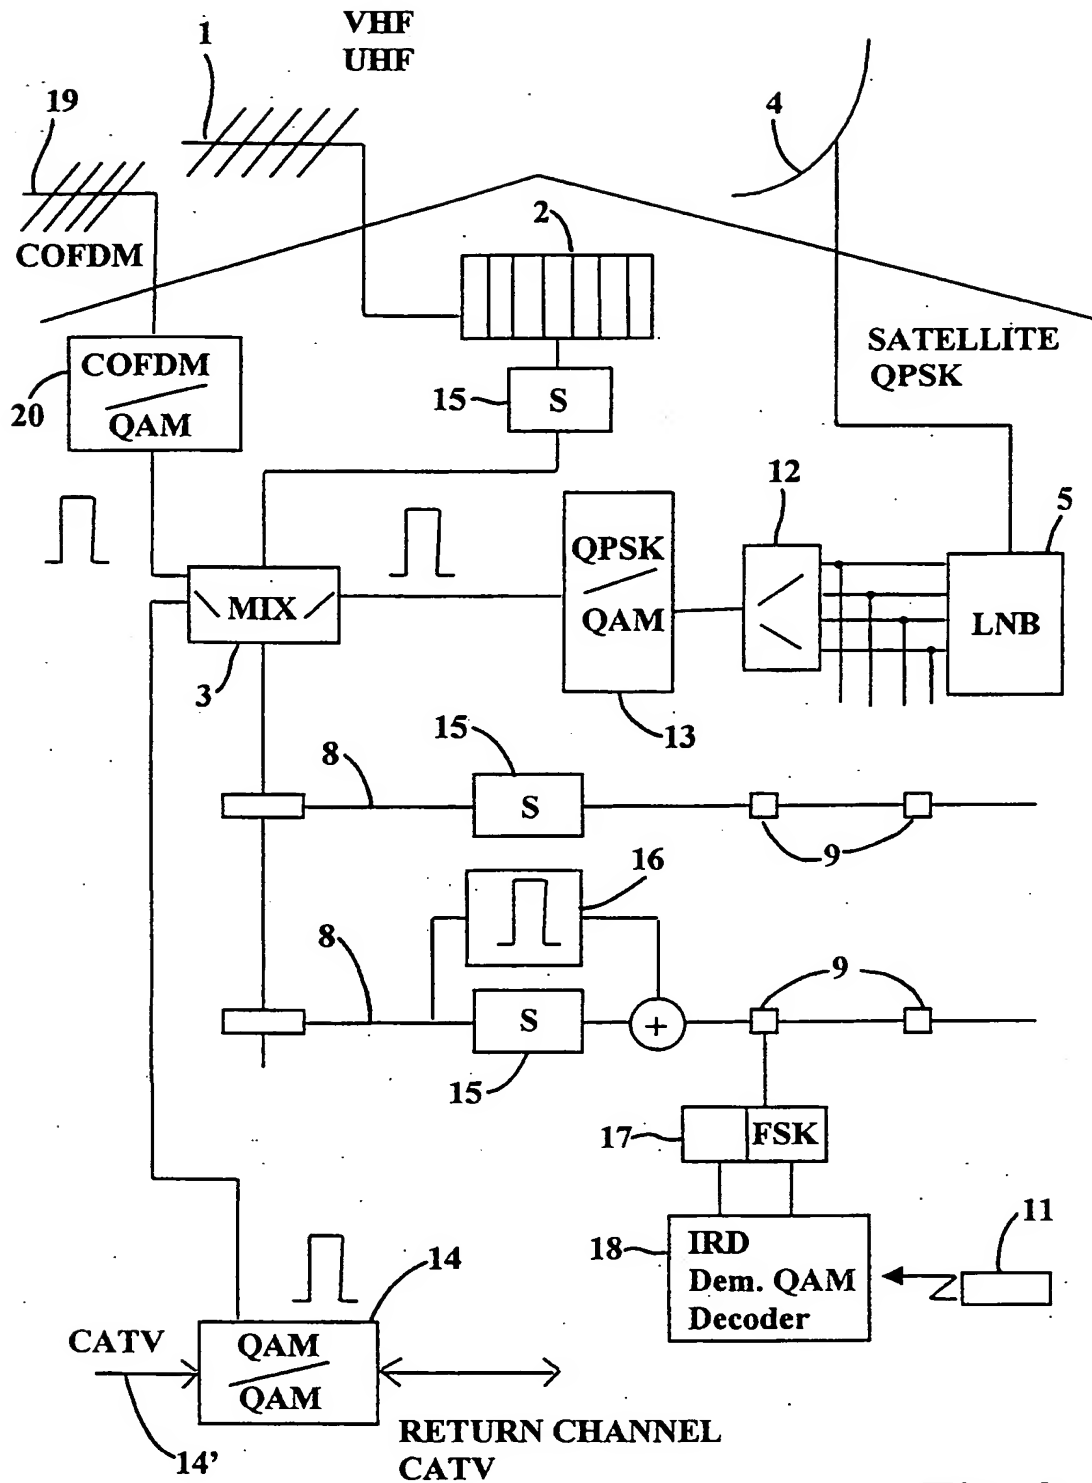 1
VHF
UHF
19
4
COFDM
2
COFDM
QAM
20
15
S
SATELLITE
QPSK
12
5
QPSK
QAM
LNB
MIX
3
13
8
15
S
9
16
8
S
15
9
17
FSK
18
IRD
Dem. QAM
Decoder
11
14
CATV
QAM
QAM
14'
RETURN CHANNEL
CATV